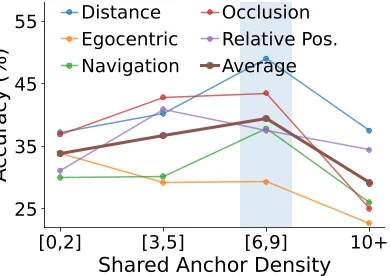 Distance
Occlusion
Egocentric
Relative Pos.
Navigation
Average
Accuracy (%)
55
45
35
25
[0,2]
[3,5]
[6,9]
10+
Shared Anchor Density